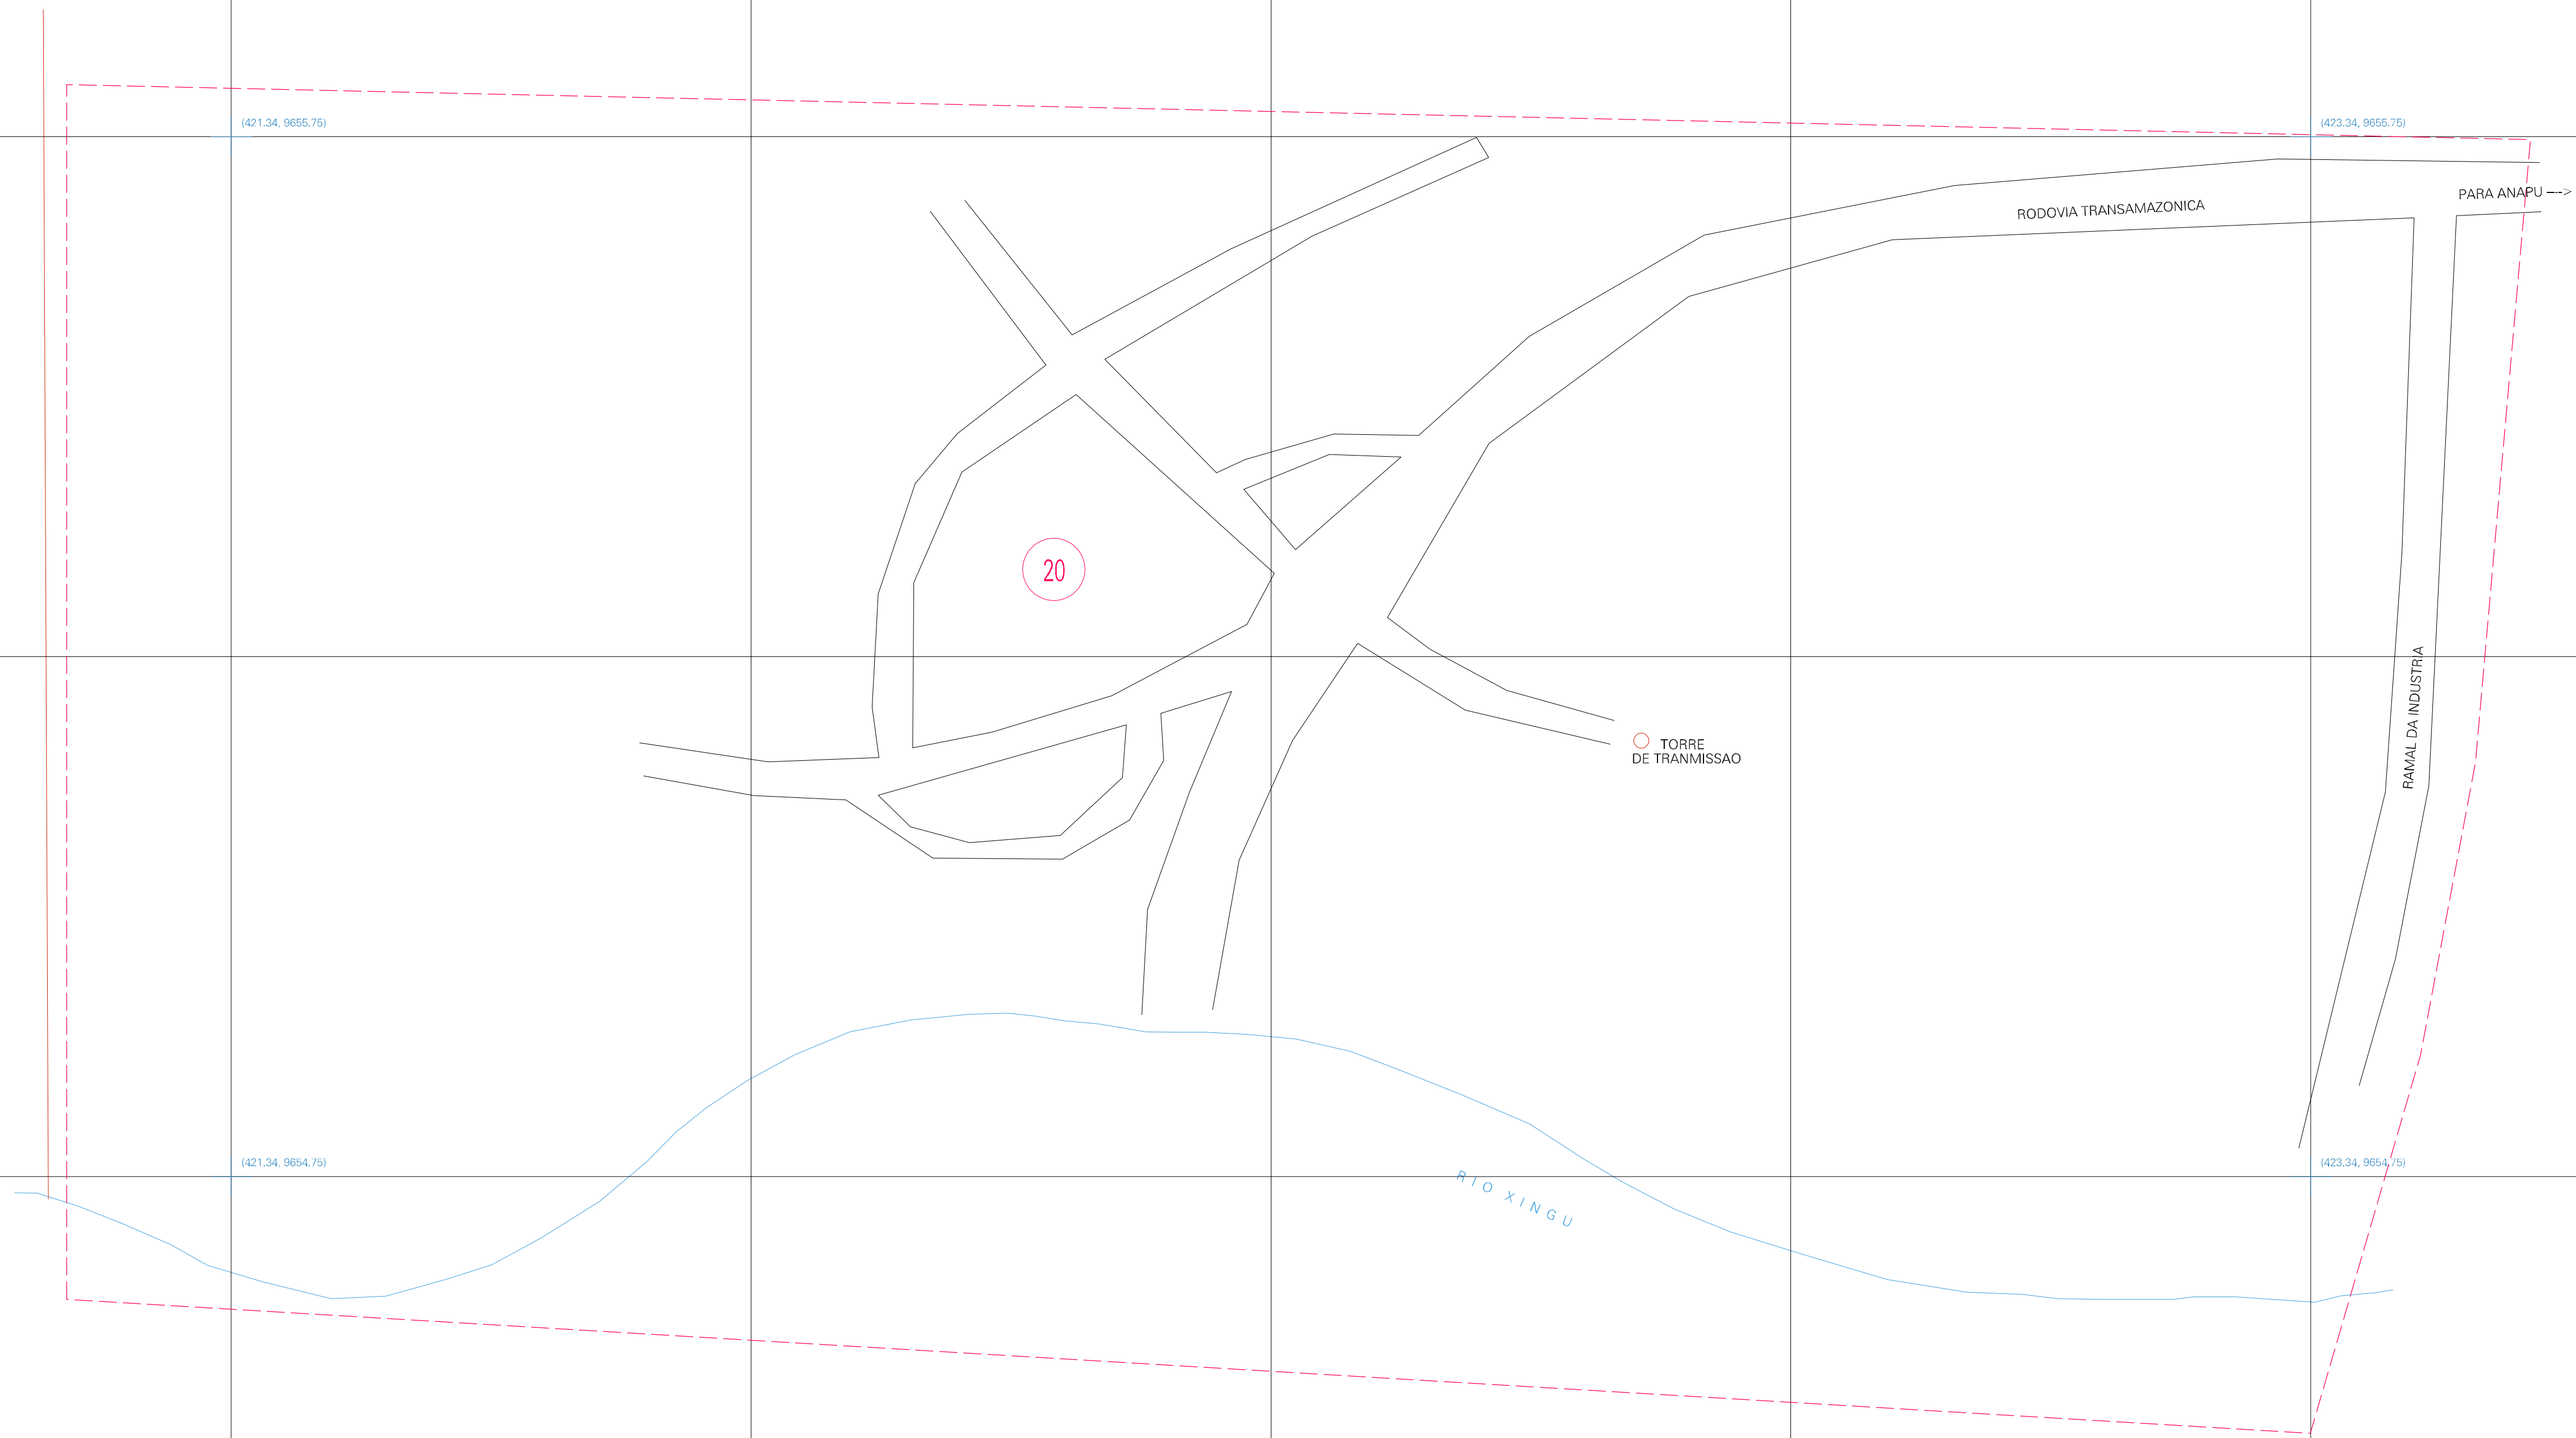 (421.34, 9655.75)
(423.34, 9655.75)
PARA ANAPU --->
RODOVIA TRANSAMAZONICA
20
RAMAL DA INDUSTRIA
TORRE
DE TRANMISSAO
(421.34, 9654.75)
(423.34, 9654.75)
RIO XINGU